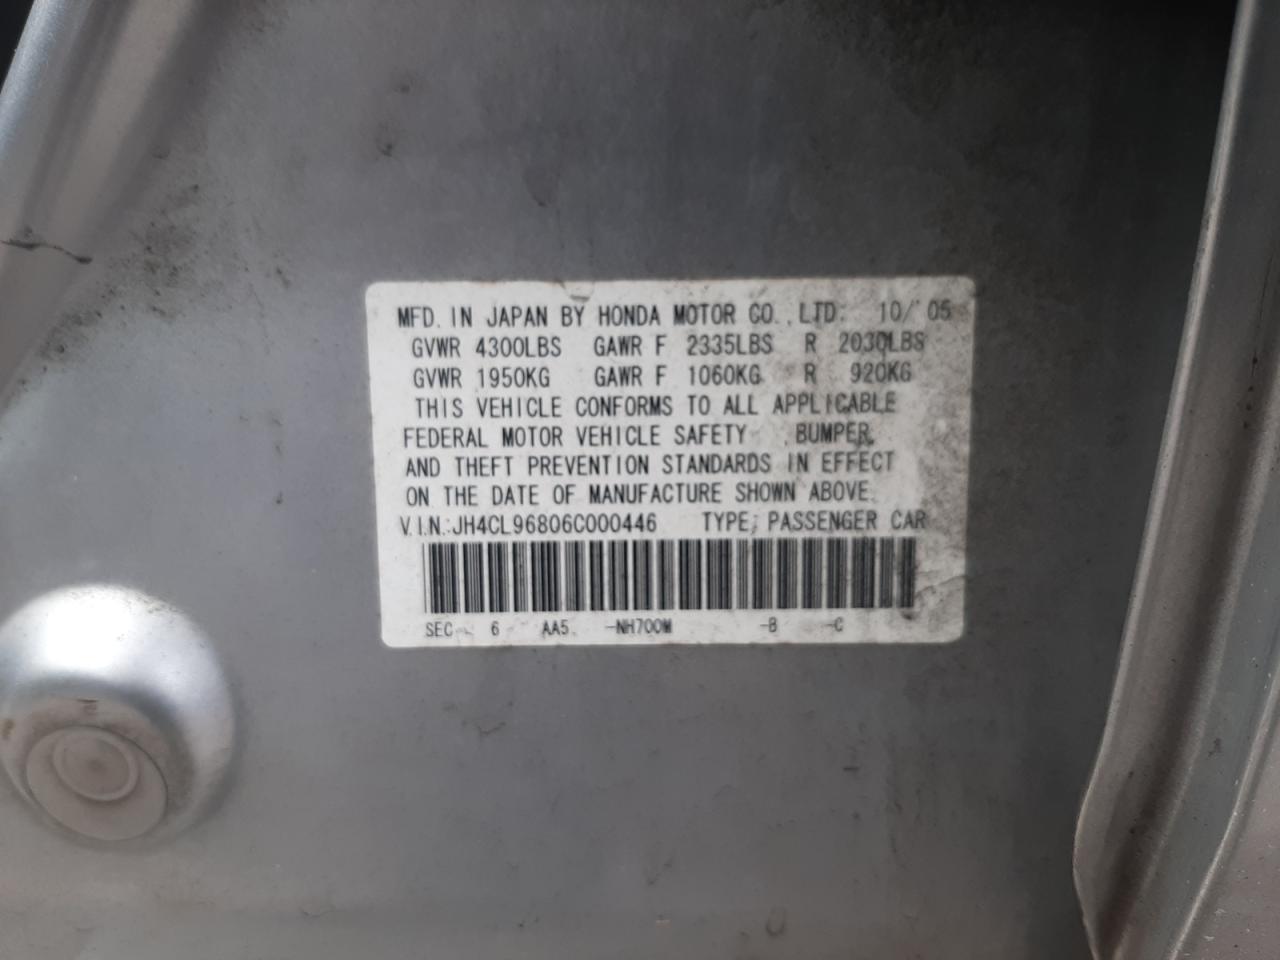 MFD. IN JAPAN BY HONDA MOTOR CO., LTD. 10/'05
GVWR 4300LBS GAWR F 2335LBS R 2030LBS
GVWR 1950KG GAWR F 1060KG R 920KG
THIS VEHICLE CONFORMS TO ALL APPLICABLE
FEDERAL MOTOR VEHICLE SAFETY , BUMPER,
AND THEFT PREVENTION STANDARDS IN EFFECT
ON THE DATE OF MANUFACTURE SHOWN ABOVE.
V.I.N.:JH4CL96806C000446 TYPE; PASSENGER CAR
SEC - 6 AA5 -NH700M -B -C